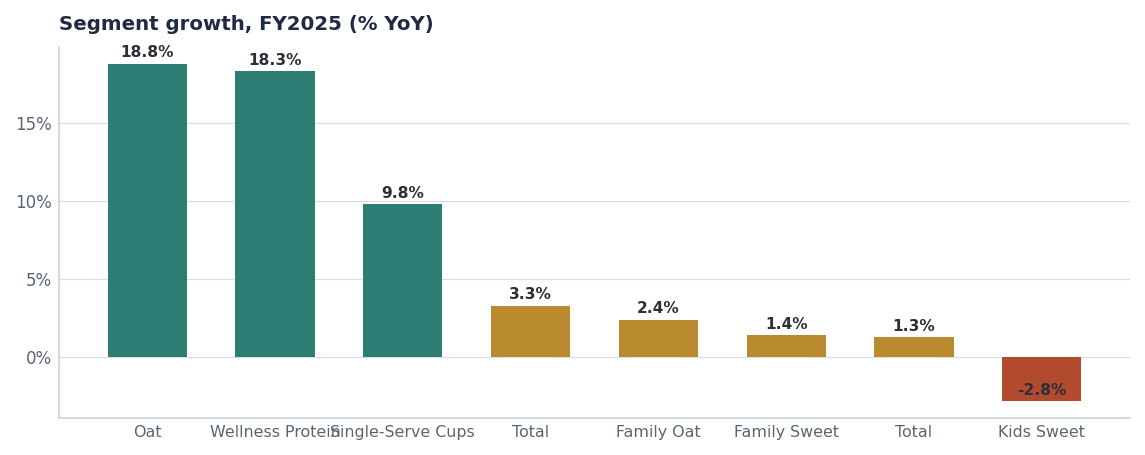 Segment growth, FY2025 (% YoY)
18.8%
18.3%
9.8%
3.3%
2.4%
1.4%
1.3%
-2.8%
15%
10%
5%
0%
Oat
Wellness Protein
Single-Serve Cups
Total
Family Oat
Family Sweet
Total
Kids Sweet